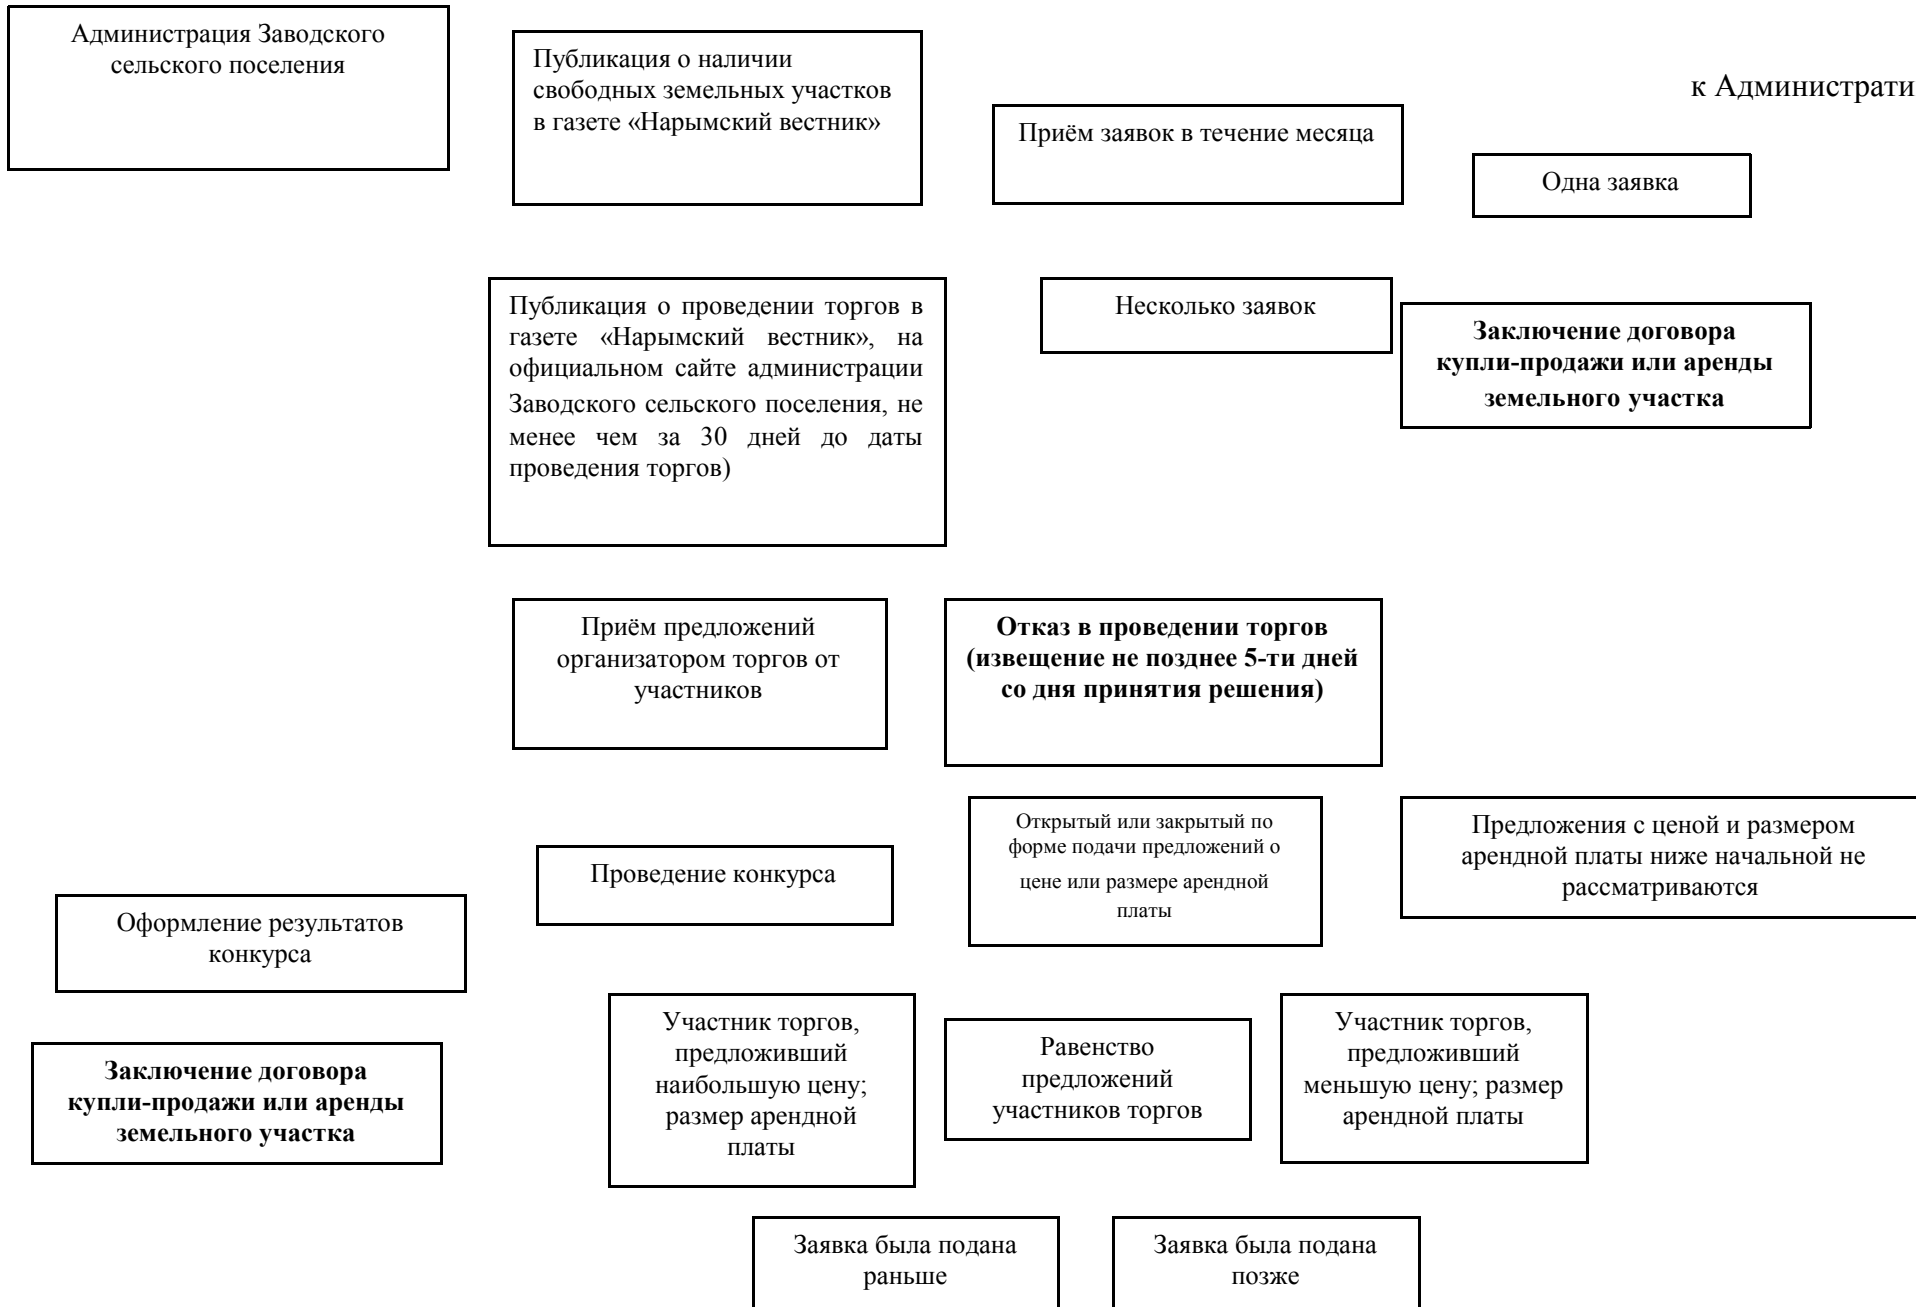 Администрация Заводского
сельского поселения
Публикация о наличии
свободных земельных участков
в газете «Нарымский вестник»
к Администрати
Приём заявок в течение месяца
Одна заявка
Публикация о проведении торгов в
газете «Нарымский вестник», на
официальном сайте администрации
Заводского сельского поселения, не
менее чем за 30 дней до даты
проведения торгов)
Несколько заявок
Заключение договора
купли-продажи или аренды
земельного участка
Приём предложений
организатором торгов от
участников
Отказ в проведении торгов
(извещение не позднее 5-ти дней
со дня принятия решения)
Открытый или закрытый по
форме подачи предложений о
цене или размере арендной
платы
Предложения с ценой и размером
арендной платы ниже начальной не
рассматриваются
Проведение конкурса
Оформление результатов
конкурса
Участник торгов,
предложивший
наибольшую цену;
размер арендной
платы
Равенство
предложений
участников торгов
Участник торгов,
предложивший
меньшую цену; размер
арендной платы
Заключение договора
купли-продажи или аренды
земельного участка
Заявка была подана
раньше
Заявка была подана
позже